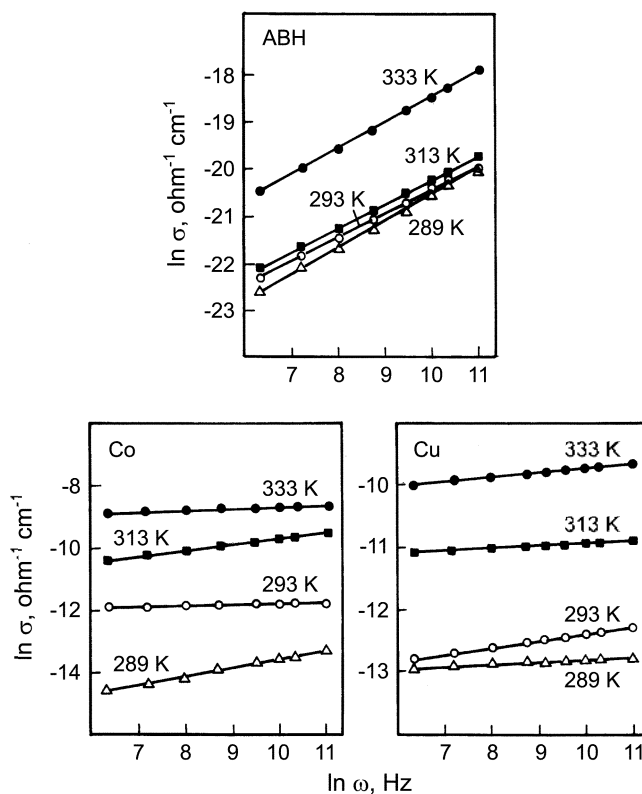 ABH
ln σ, ohm⁻¹ cm⁻¹
-18
-19
-20
-21
-22
-23
333 K
313 K
293 K
289 K
7 8 9 10 11
Co
ln σ, ohm⁻¹ cm⁻¹
-8
-10
-12
-14
333 K
313 K
293 K
289 K
7 8 9 10 11
Cu
-10
-11
-12
-13
333 K
313 K
293 K
289 K
7 8 9 10 11
ln ω, Hz